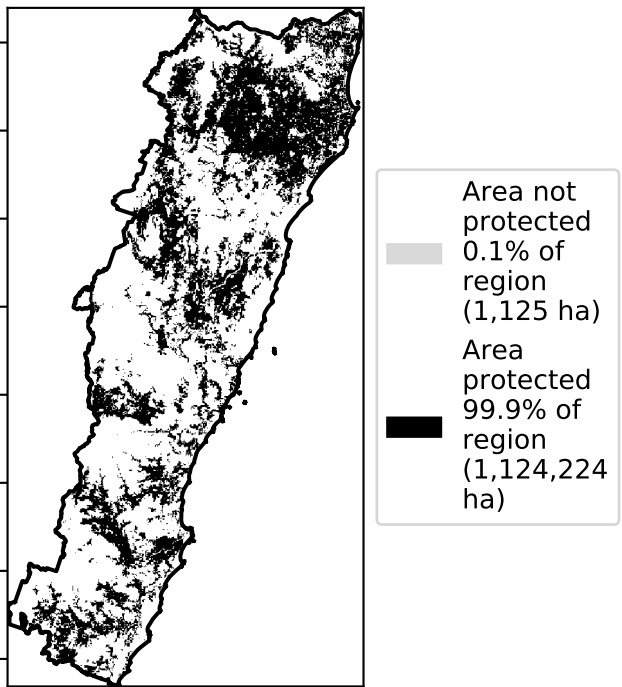 Area not
protected
0.1% of
region
(1,125 ha)
Area
protected
99.9% of
region
(1,124,224
ha)